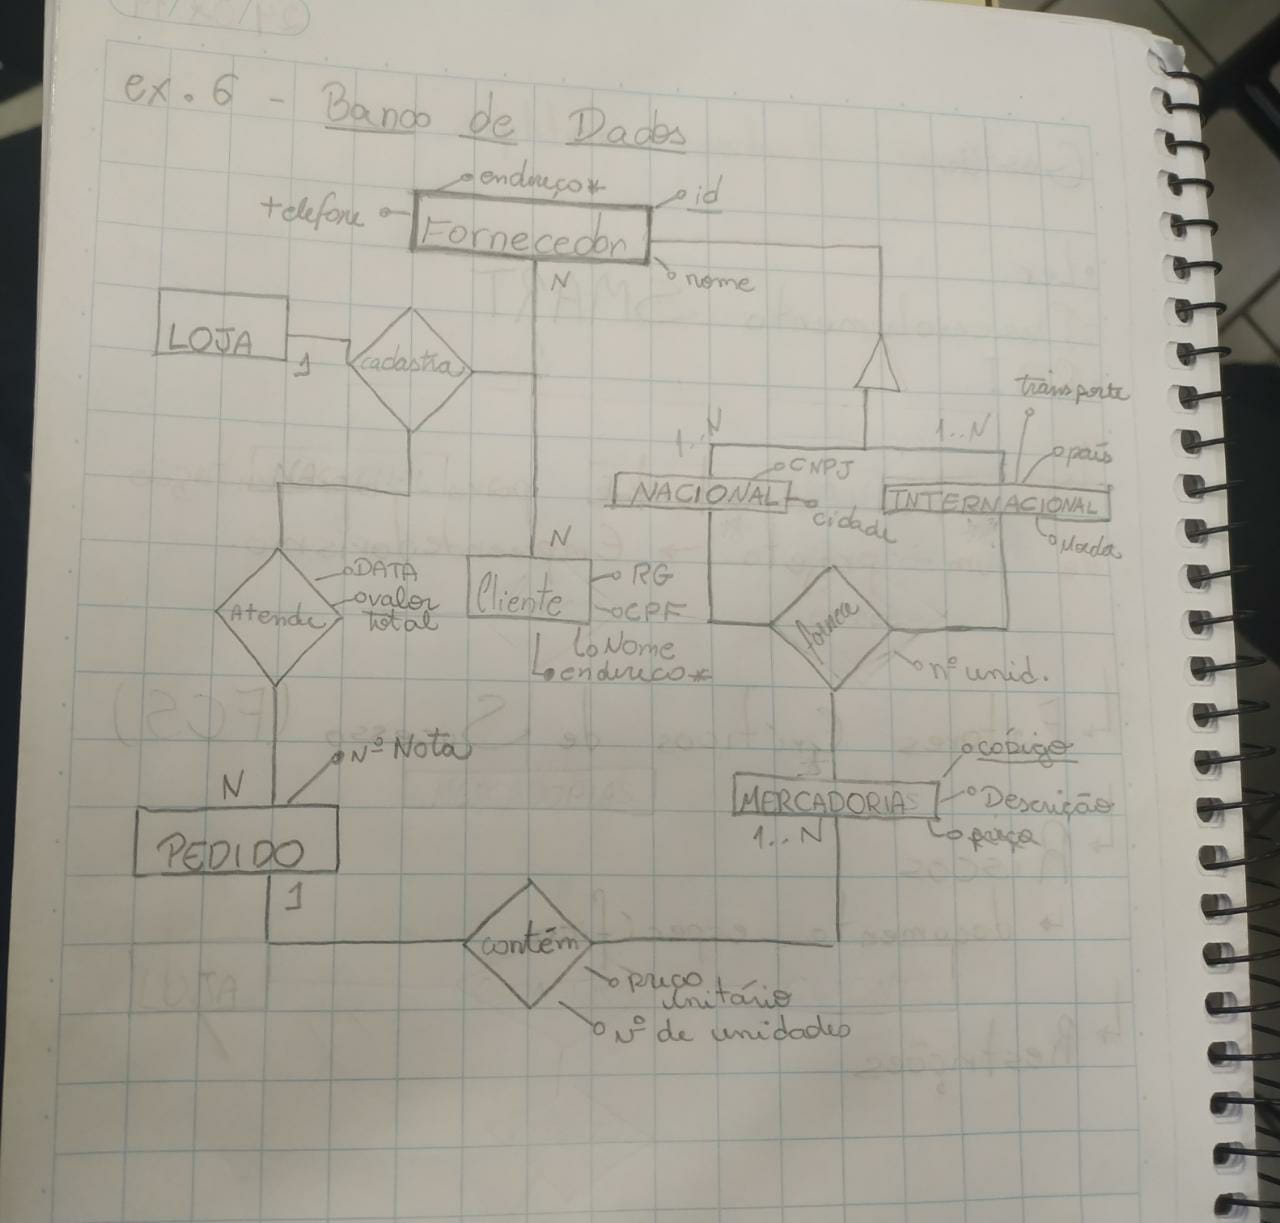 ex. 6 - Banco de Dados
endereço*
id
telefone
Fornecedor
nome
N
LOJA
1
cadastra
transporte
1..N
1..N
país
CNPJ
NACIONAL
INTERNACIONAL
cidade
Moeda
N
DATA
valor
total
Atende
Cliente
RG
CPF
Nome
endereço*
fornece
nº unid.
Nº Nota
N
código
MERCADORIAS
Descrição
preço
1..N
PEDIDO
1
contém
preço
unitário
Nº de unidades